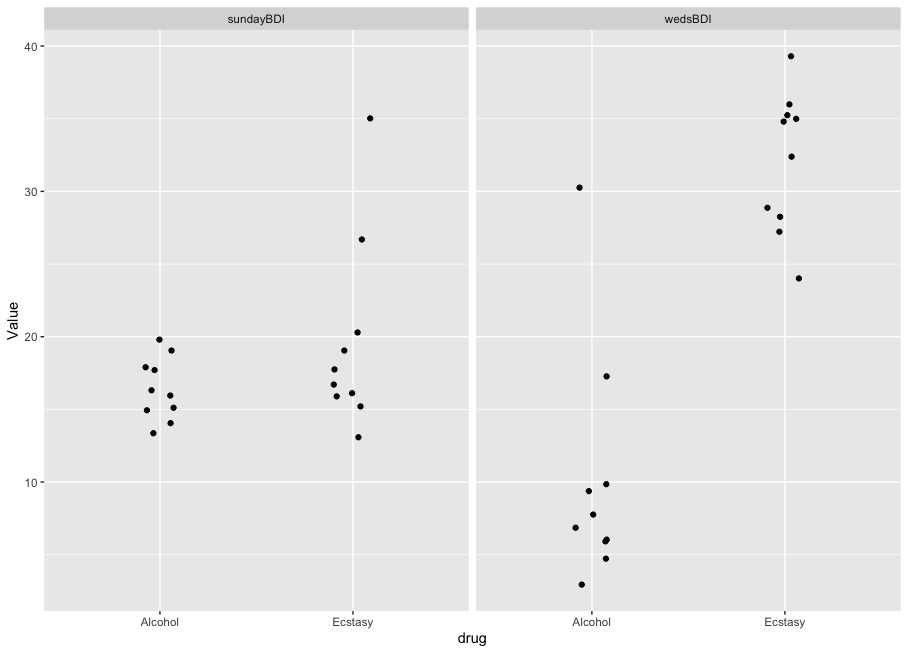 sundayBDI
wedsBDI
Value
40
30
20
10
Alcohol
Ecstasy
Alcohol
Ecstasy
drug